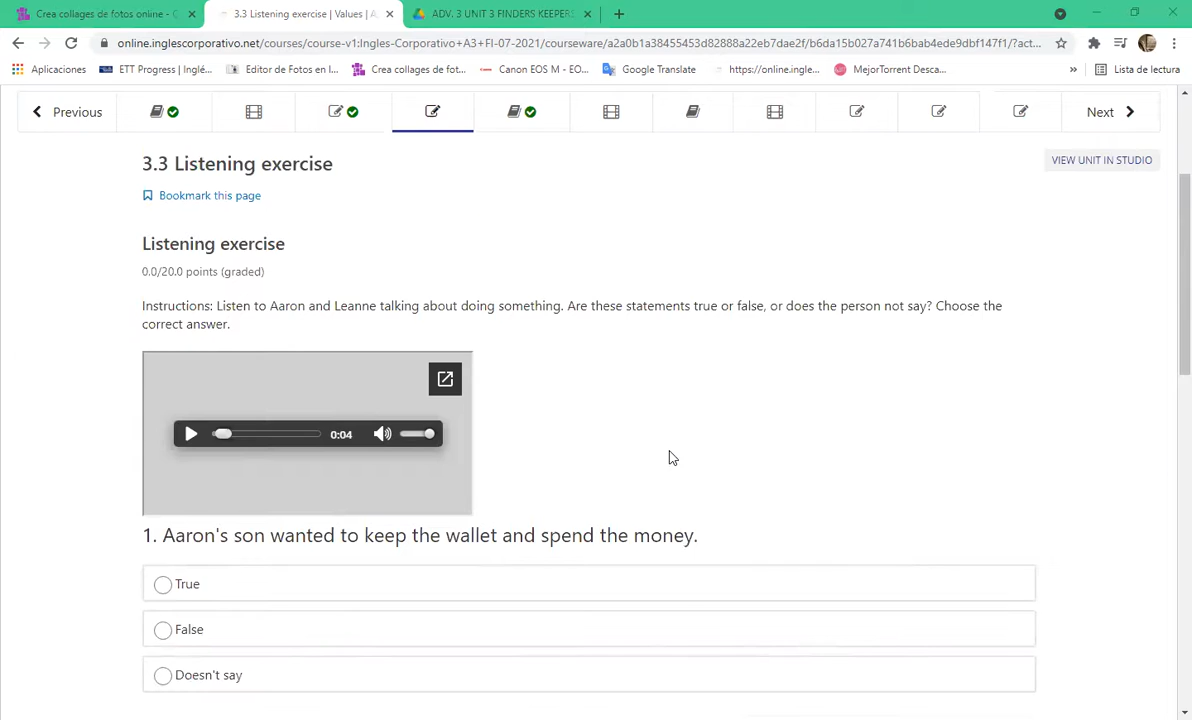 Crea collages de fotos online - C
3.3 Listening exercise | Values | A
ADV. 3 UNIT 3 FINDERS KEEPERS
online.inglescorporativo.net/courses/course-v1:Ingles-Corporativo+A3+FI-07-2021/courseware/a2a0b1a38455453d82888a22eb7dae2f/b6da15b027a741b6bab4ede9dbf147f1/?act...
Aplicaciones
ETT Progress | Inglé...
Editor de Fotos en l...
Crea collages de fot...
Canon EOS M - EO...
Google Translate
https://online.ingle...
MejorTorrent Desca...
»
Lista de lectura
Previous
Next
3.3 Listening exercise
VIEW UNIT IN STUDIO
Bookmark this page
Listening exercise
0.0/20.0 points (graded)
Instructions: Listen to Aaron and Leanne talking about doing something. Are these statements true or false, or does the person not say? Choose the
correct answer.
0:04
1. Aaron's son wanted to keep the wallet and spend the money.
True
False
Doesn't say